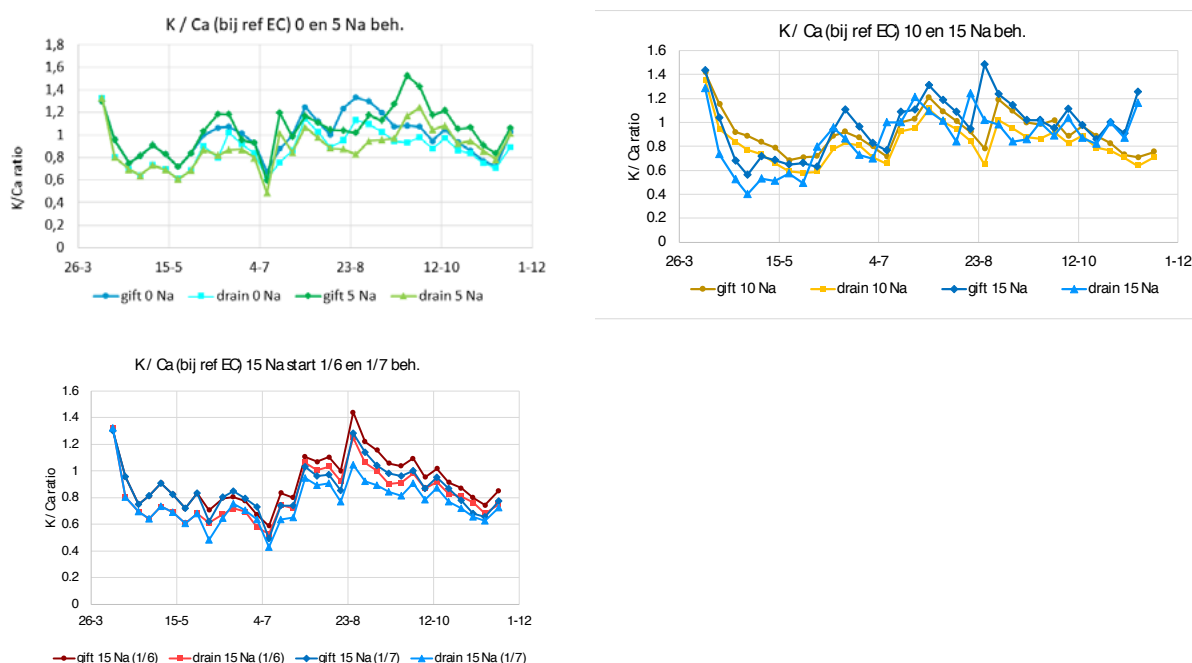 K / Ca (bij ref EC) 0 en 5 Na beh.
K/Ca ratio
1,8
1,6
1,4
1,2
1
0,8
0,6
0,4
0,2
0
26-3 15-5 4-7 23-8 12-10 1-12
gift 0 Na drain 0 Na gift 5 Na drain 5 Na
K / Ca (bij ref EC) 10 en 15 Na beh.
K / Ca ratio
1.6
1.4
1.2
1
0.8
0.6
0.4
0.2
0
26-3 15-5 4-7 23-8 12-10 1-12
gift 10 Na drain 10 Na gift 15 Na drain 15 Na
K / Ca (bij ref EC) 15 Na start 1/6 en 1/7 beh.
K / Ca ratio
1.6
1.4
1.2
1
0.8
0.6
0.4
0.2
0
26-3 15-5 4-7 23-8 12-10 1-12
gift 15 Na (1/6) drain 15 Na (1/6) gift 15 Na (1/7) drain 15 Na (1/7)